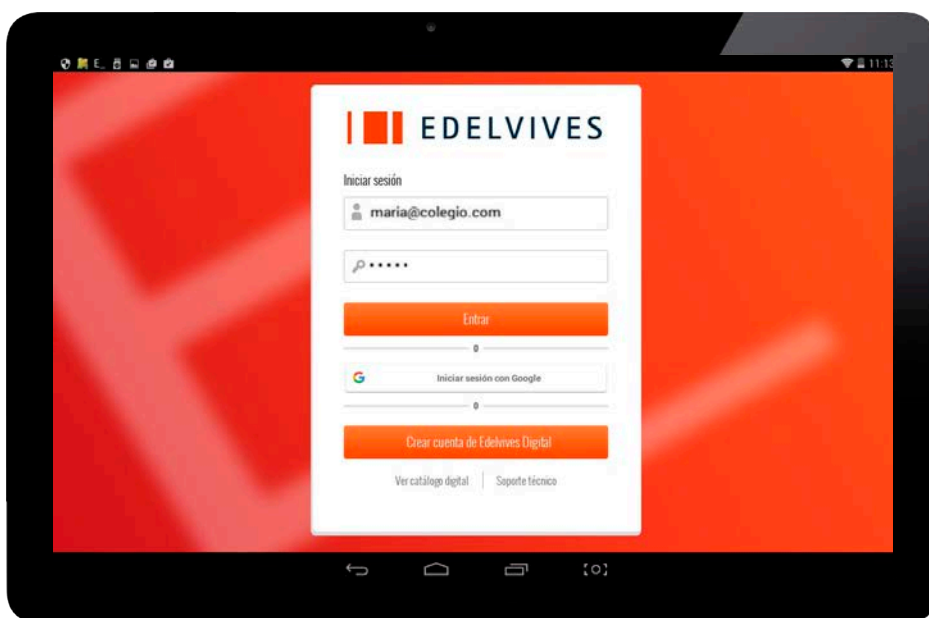 E_
11:13
EDELVIVES
Iniciar sesión
maria@colegio.com
•••••
Entrar
o
Iniciar sesión con Google
o
Crear cuenta de Edelvives Digital
Ver catálogo digital | Soporte técnico